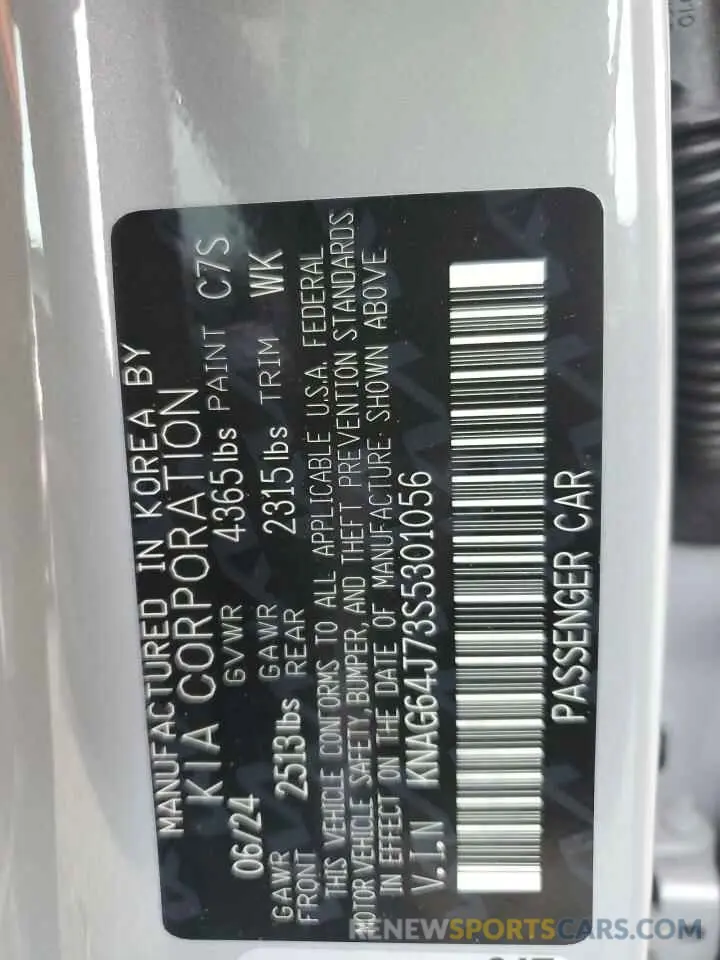 MANUFACTURED IN KOREA BY
KIA CORPORATION
06/24 GVWR 4365lbs PAINT C7S
GAWR FRONT 2513lbs GAWR REAR 2315lbs TRIM WK
THIS VEHICLE CONFORMS TO ALL APPLICABLE U.S.A. FEDERAL
MOTOR VEHICLE SAFETY, BUMPER, AND THEFT PREVENTION STANDARDS
IN EFFECT ON THE DATE OF MANUFACTURE SHOWN ABOVE
V.I.N KNAG64J73S5301056
PASSENGER CAR
RENEWSPORTSCARS.COM